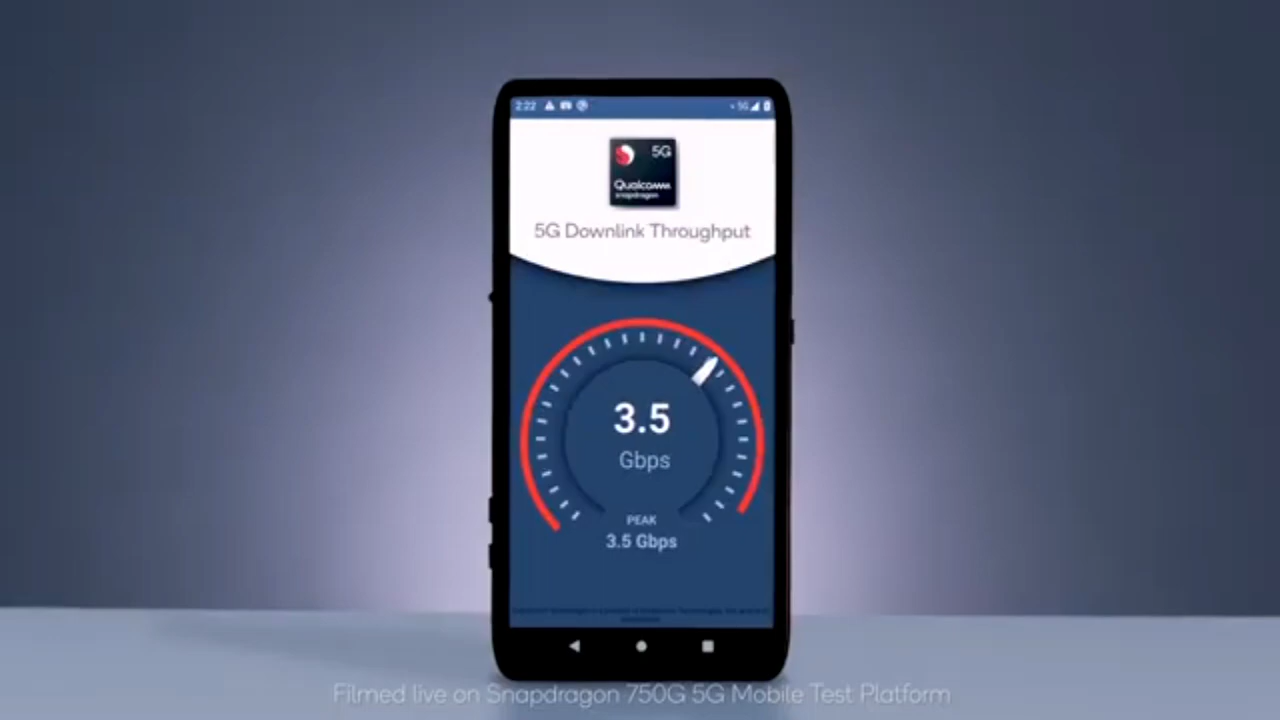 2:22
5G
5G
Qualcomm
snapdragon
5G Downlink Throughput
3.5
Gbps
PEAK
3.5 Gbps
Filmed live on Snapdragon 750G 5G Mobile Test Platform